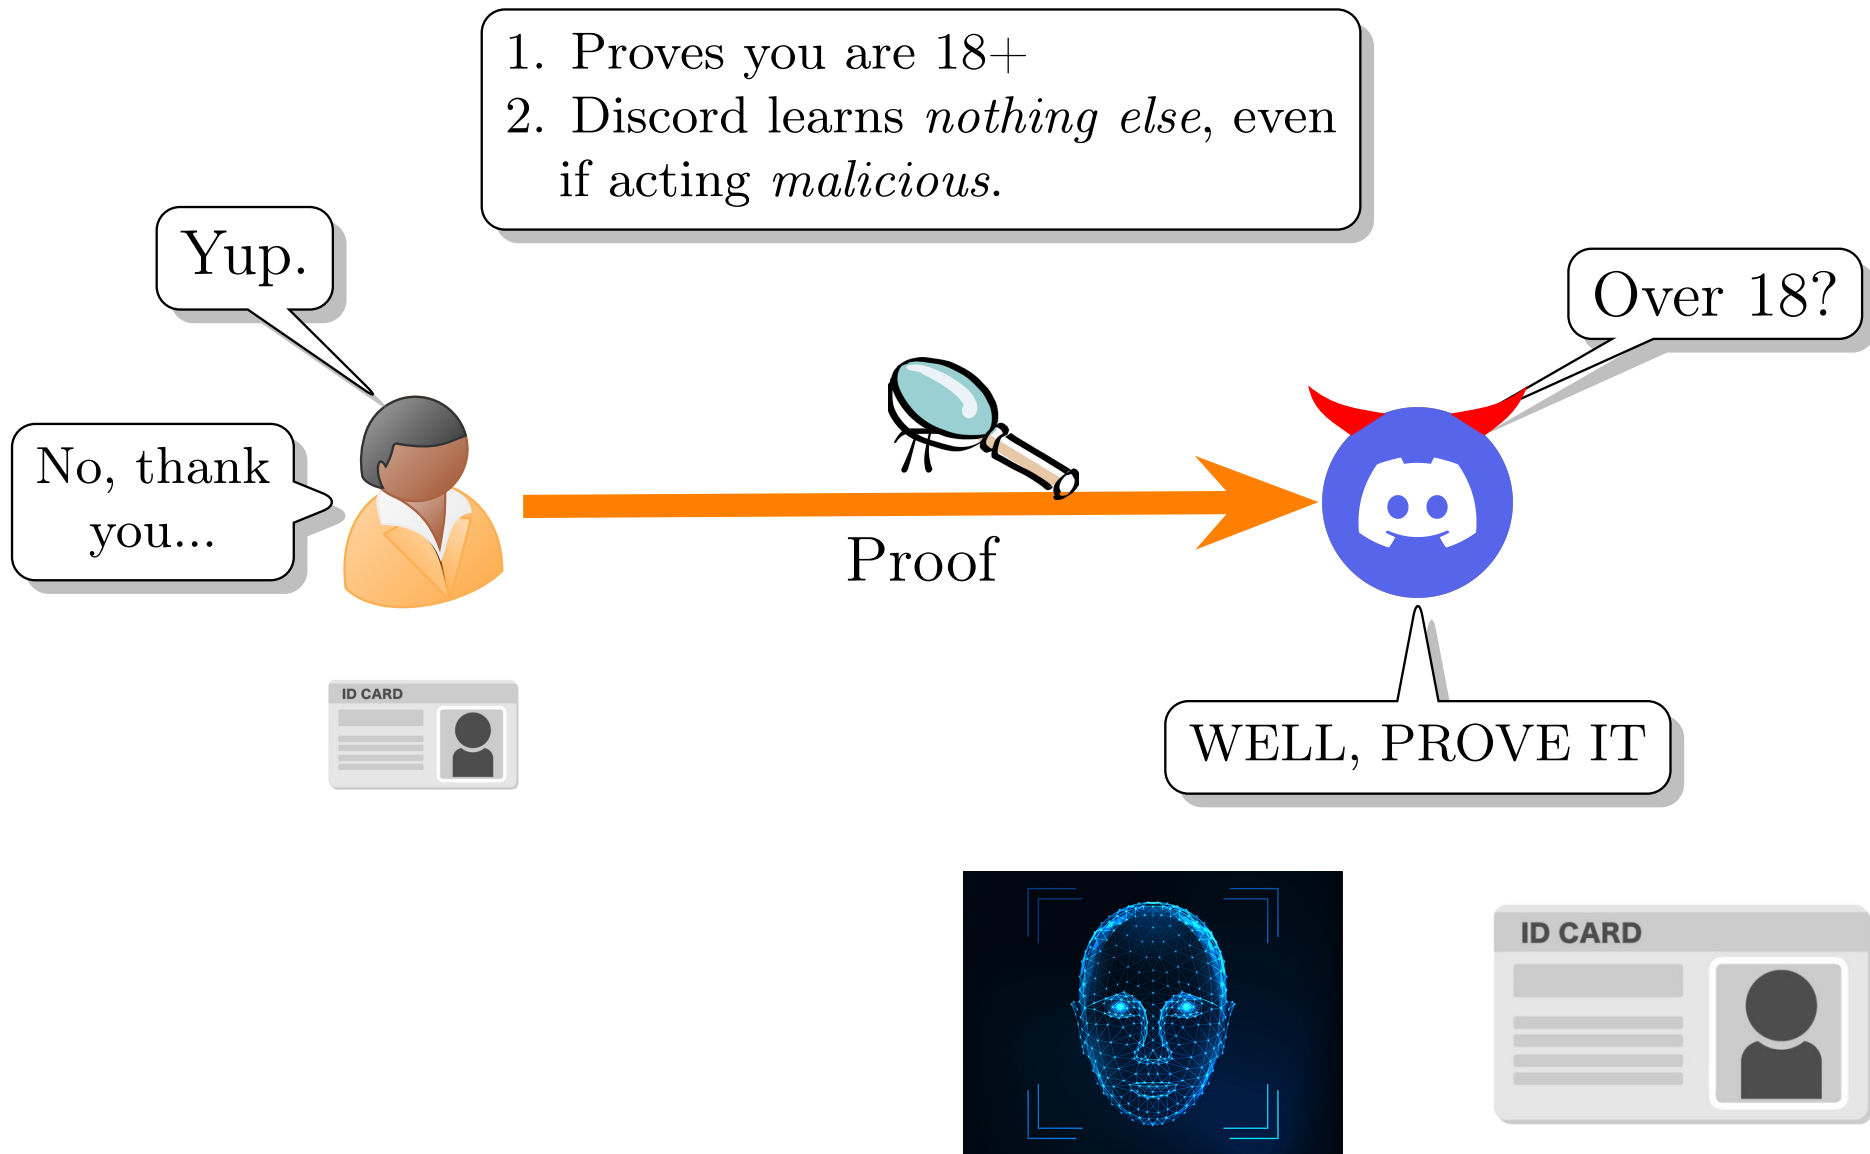 1. Proves you are 18+
2. Discord learns nothing else, even
if acting malicious.
Yup.
Over 18?
No, thank
you...
Proof
ID CARD
WELL, PROVE IT
ID CARD